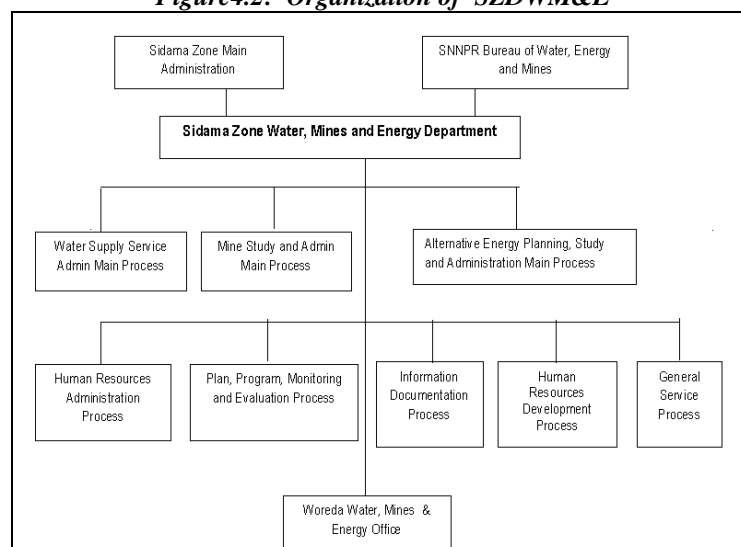 Figure4.2: Organization of SZDWM&E
Sidama Zone Main
Administration
SNNPR Bureau of Water, Energy
and Mines
Sidama Zone Water, Mines and Energy Department
Water Supply Service
Admin Main Process
Mine Study and Admin
Main Process
Alternative Energy Planning, Study
and Administration Main Process
Human Resources
Administration
Process
Plan, Program, Monitoring
and Evaluation Process
Information
Documentation
Process
Human
Resources
Development
Process
General
Service
Process
Woreda Water, Mines &
Energy Office